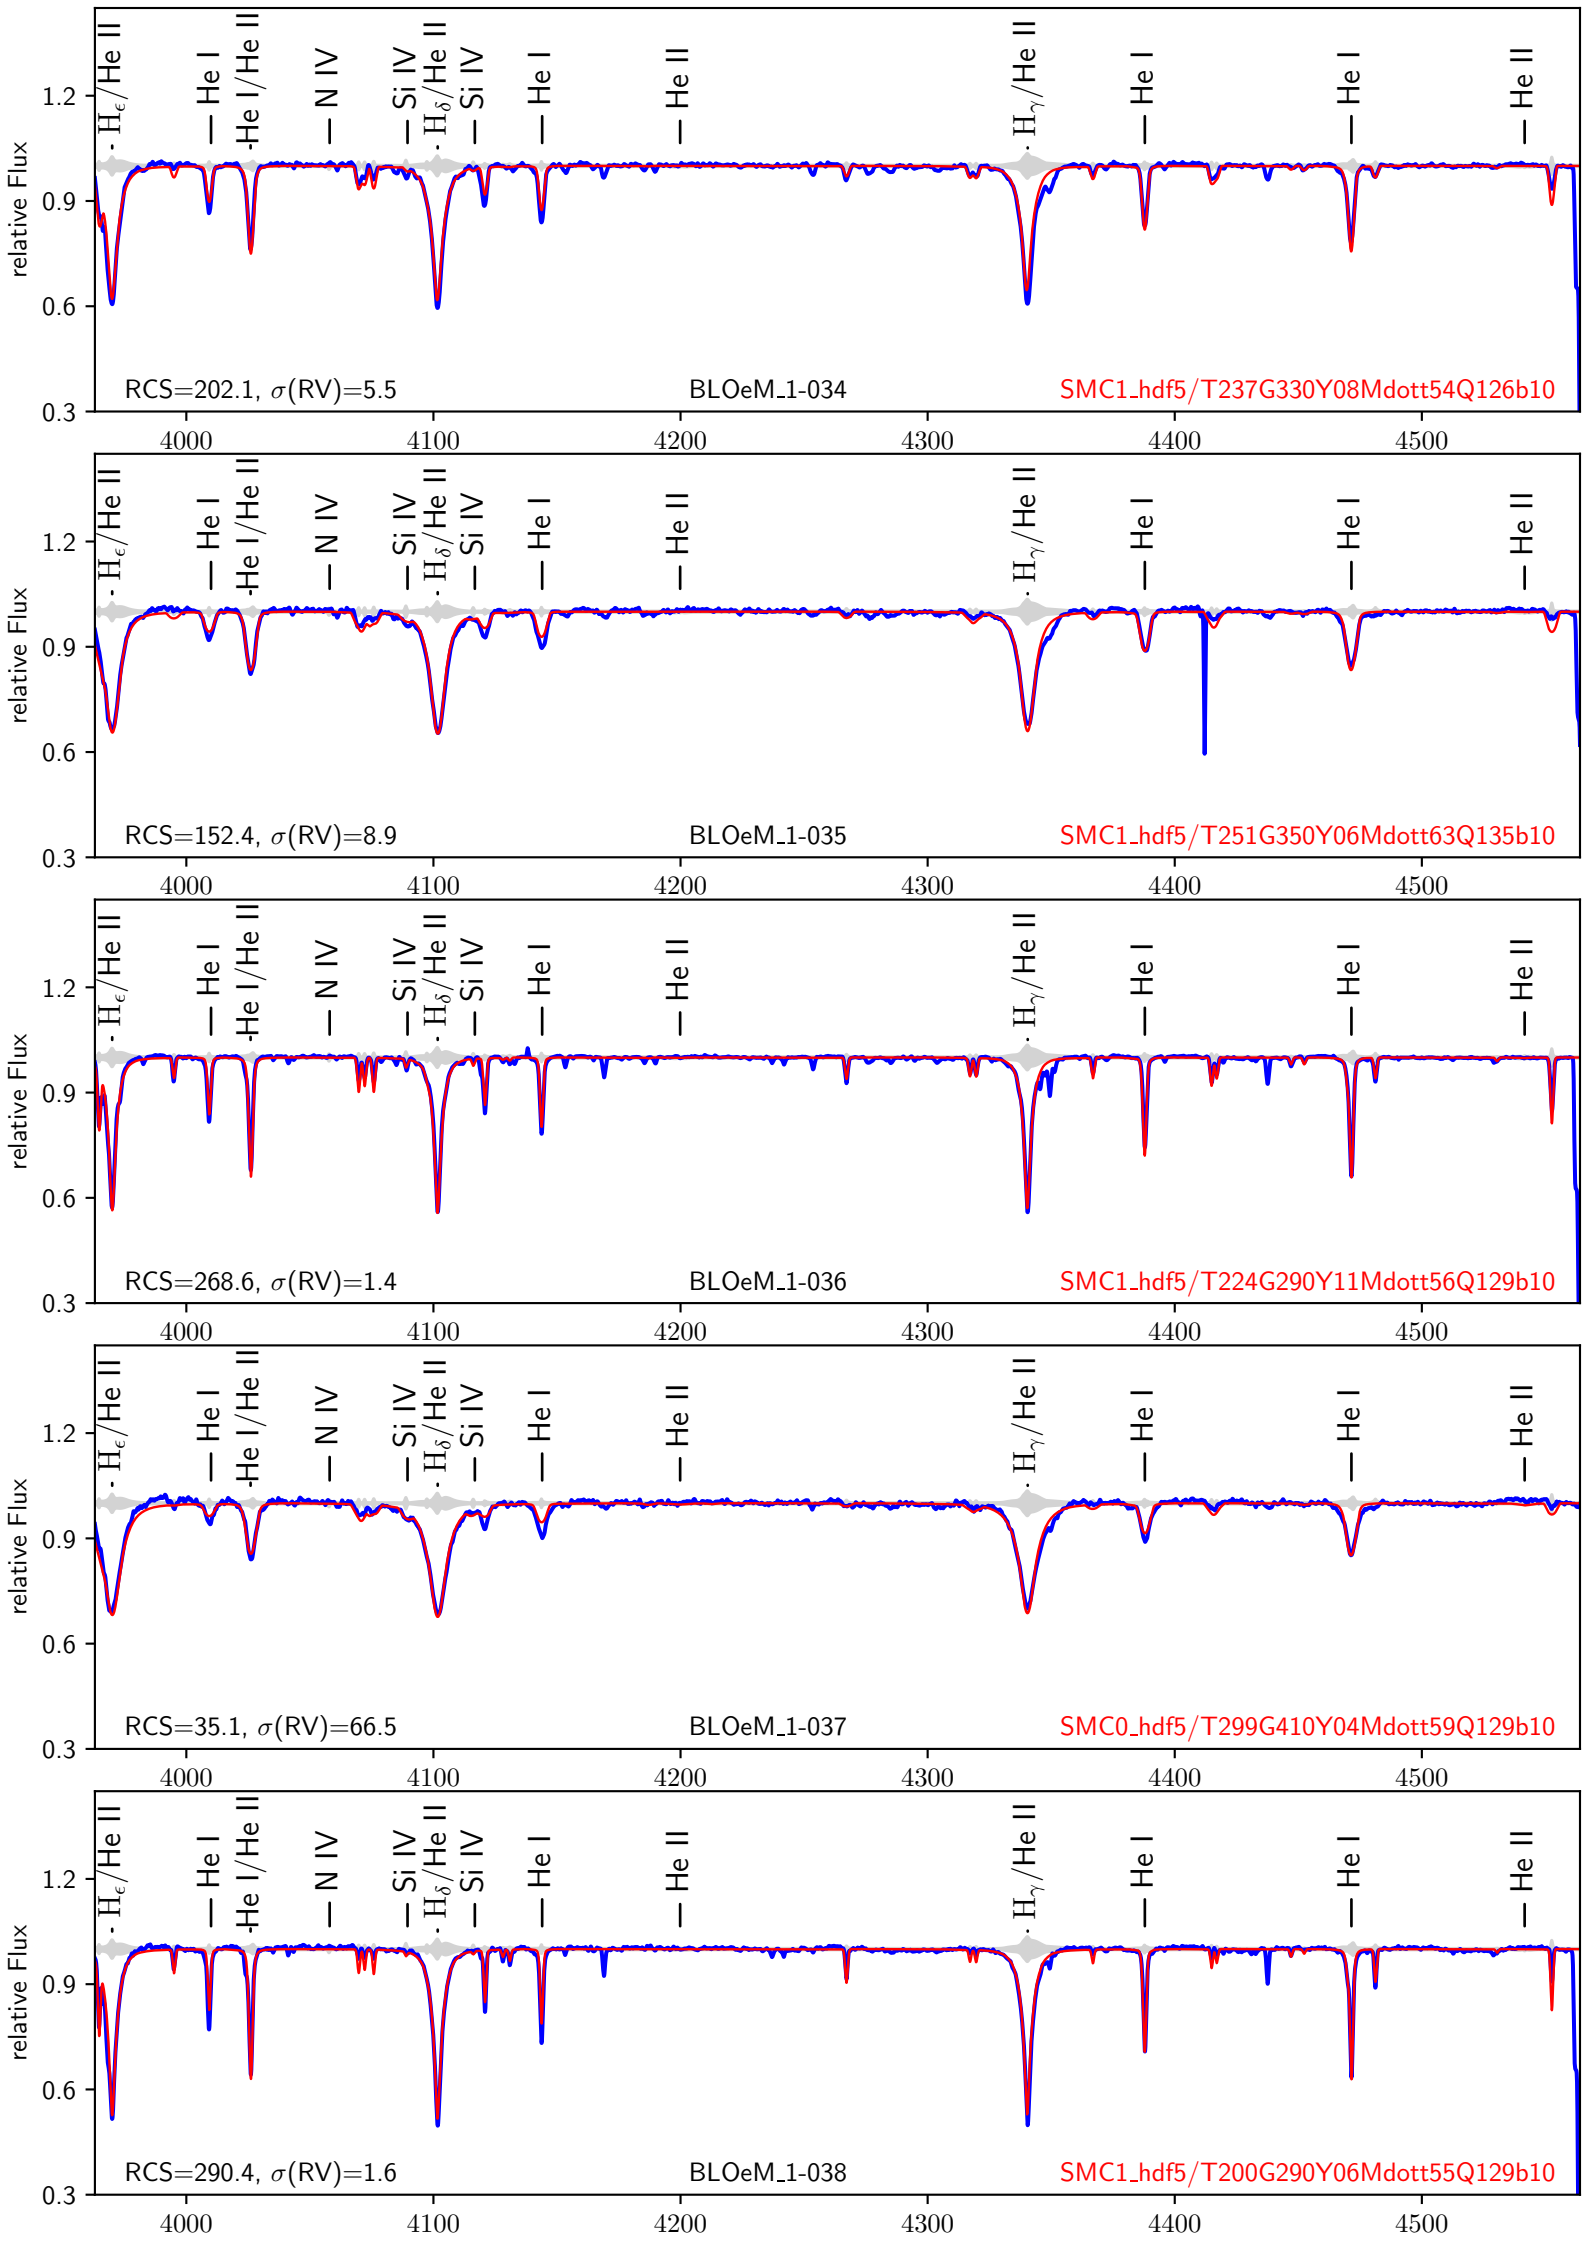 Hϵ/He II
He I
He I/He II
N IV
Si IV
Hδ/He II
Si IV
He I
He II
Hγ/He II
He I
He I
He II
relative Flux
1.2
0.9
0.6
0.3
RCS=202.1, σ(RV)=5.5 BLOeM_1-034 SMC1_hdf5/T237G330Y08Mdott54Q126b10
4000 4100 4200 4300 4400 4500
Hϵ/He II
He I
He I/He II
N IV
Si IV
Hδ/He II
Si IV
He I
He II
Hγ/He II
He I
He I
He II
relative Flux
1.2
0.9
0.6
0.3
RCS=152.4, σ(RV)=8.9 BLOeM_1-035 SMC1_hdf5/T251G350Y06Mdott63Q135b10
4000 4100 4200 4300 4400 4500
Hϵ/He II
He I
He I/He II
N IV
Si IV
Hδ/He II
Si IV
He I
He II
Hγ/He II
He I
He I
He II
relative Flux
1.2
0.9
0.6
0.3
RCS=268.6, σ(RV)=1.4 BLOeM_1-036 SMC1_hdf5/T224G290Y11Mdott56Q129b10
4000 4100 4200 4300 4400 4500
Hϵ/He II
He I
He I/He II
N IV
Si IV
Hδ/He II
Si IV
He I
He II
Hγ/He II
He I
He I
He II
relative Flux
1.2
0.9
0.6
0.3
RCS=35.1, σ(RV)=66.5 BLOeM_1-037 SMC0_hdf5/T299G410Y04Mdott59Q129b10
4000 4100 4200 4300 4400 4500
Hϵ/He II
He I
He I/He II
N IV
Si IV
Hδ/He II
Si IV
He I
He II
Hγ/He II
He I
He I
He II
relative Flux
1.2
0.9
0.6
0.3
RCS=290.4, σ(RV)=1.6 BLOeM_1-038 SMC1_hdf5/T200G290Y06Mdott55Q129b10
4000 4100 4200 4300 4400 4500